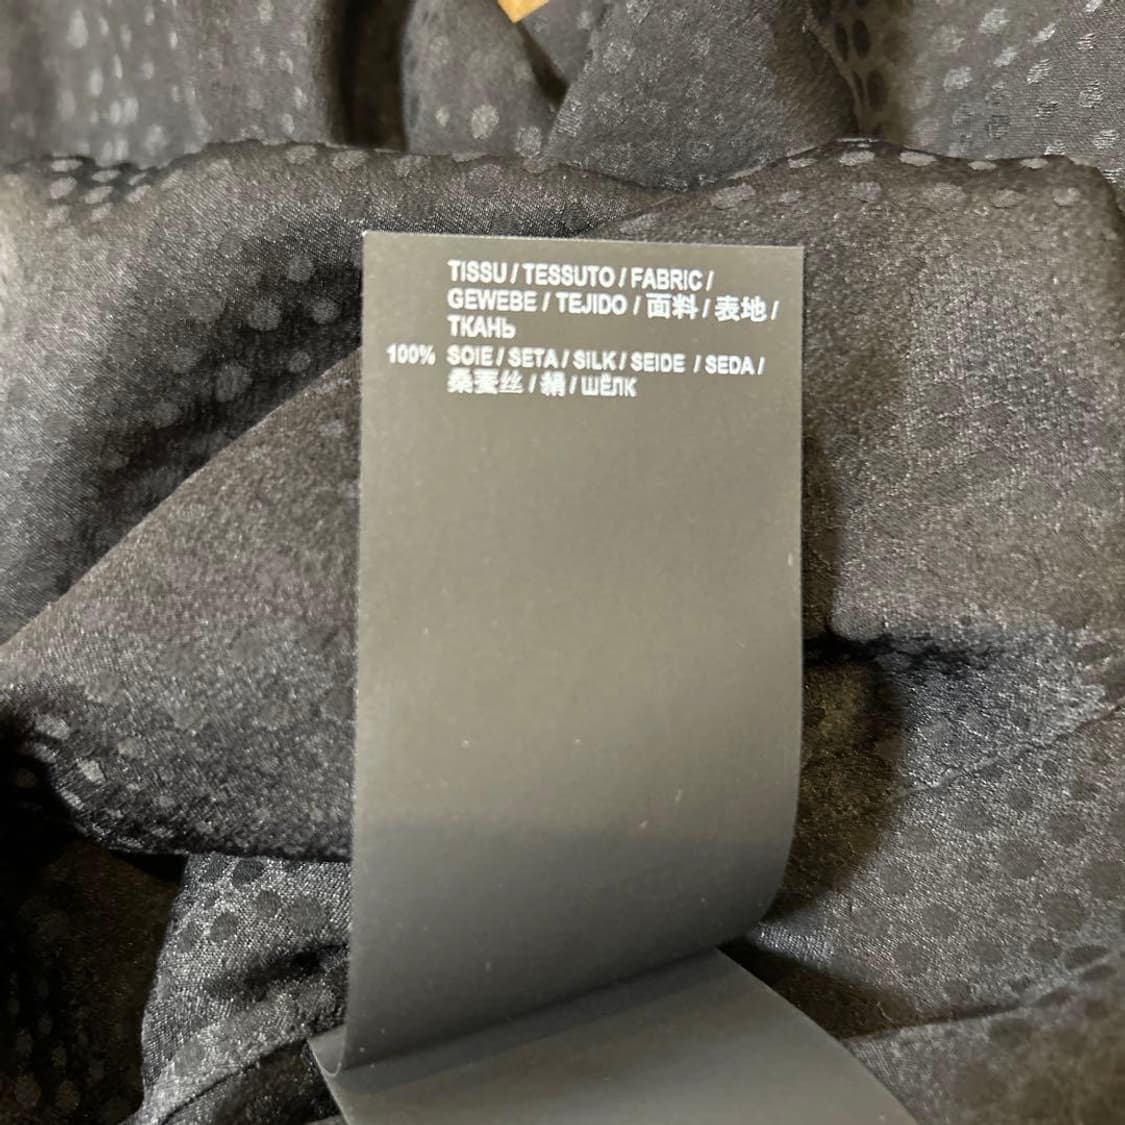 TISSU / TESSUTO / FABRIC /
GEWEBE / TEJIDO / 面料 / 表地 /
ТКАНЬ
100% SOIE / SETA / SILK / SEIDE / SEDA /
桑蚕丝 / 絹 / ШЁЛК